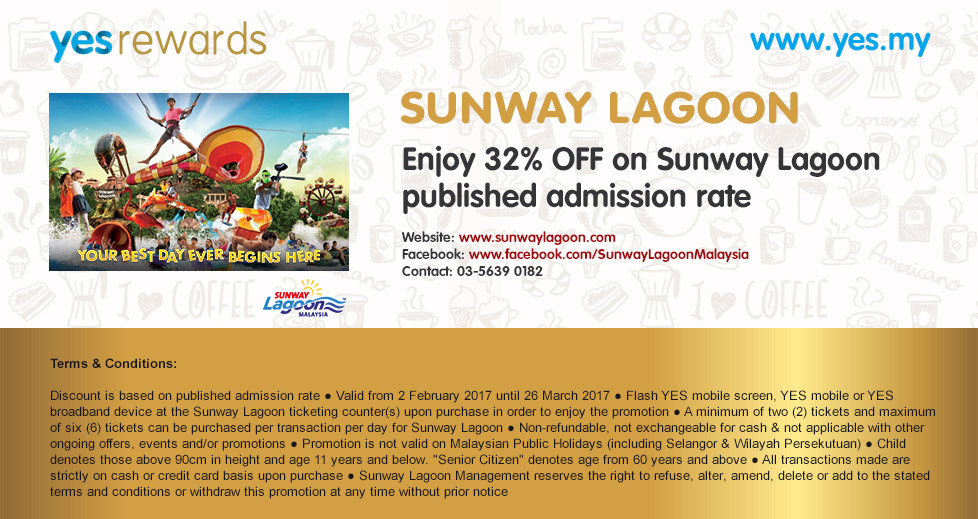 yes rewards
www.yes.my
Mocha
SUNWAY LAGOON
Espresso
Enjoy 32% OFF on Sunway Lagoon
published admission rate
Website: www.sunwaylagoon.com
Facebook: www.facebook.com/SunwayLagoonMalaysia
Contact: 03-5639 0182
YOUR BEST DAY EVER BEGINS HERE
Americano
I COFFEE
I COFFEE
SUNWAY
Lagoon
MALAYSIA
Terms & Conditions:
Discount is based on published admission rate ● Valid from 2 February 2017 until 26 March 2017 ● Flash YES mobile screen, YES mobile or YES
broadband device at the Sunway Lagoon ticketing counter(s) upon purchase in order to enjoy the promotion ● A minimum of two (2) tickets and maximum
of six (6) tickets can be purchased per transaction per day for Sunway Lagoon ● Non-refundable, not exchangeable for cash & not applicable with other
ongoing offers, events and/or promotions ● Promotion is not valid on Malaysian Public Holidays (including Selangor & Wilayah Persekutuan) ● Child
denotes those above 90cm in height and age 11 years and below. "Senior Citizen" denotes age from 60 years and above ● All transactions made are
strictly on cash or credit card basis upon purchase ● Sunway Lagoon Management reserves the right to refuse, alter, amend, delete or add to the stated
terms and conditions or withdraw this promotion at any time without prior notice